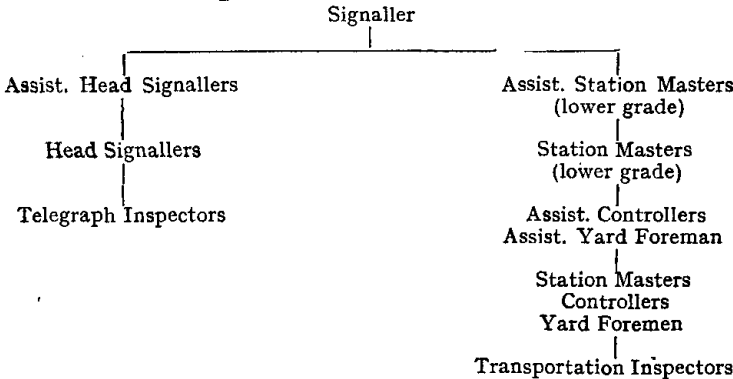 Signaller
Assist. Head Signallers
Head Signallers
Telegraph Inspectors
Assist. Station Masters
(lower grade)
Station Masters
(lower grade)
Assist. Controllers
Assist. Yard Foreman
Station Masters
Controllers
Yard Foremen
Transportation Inspectors